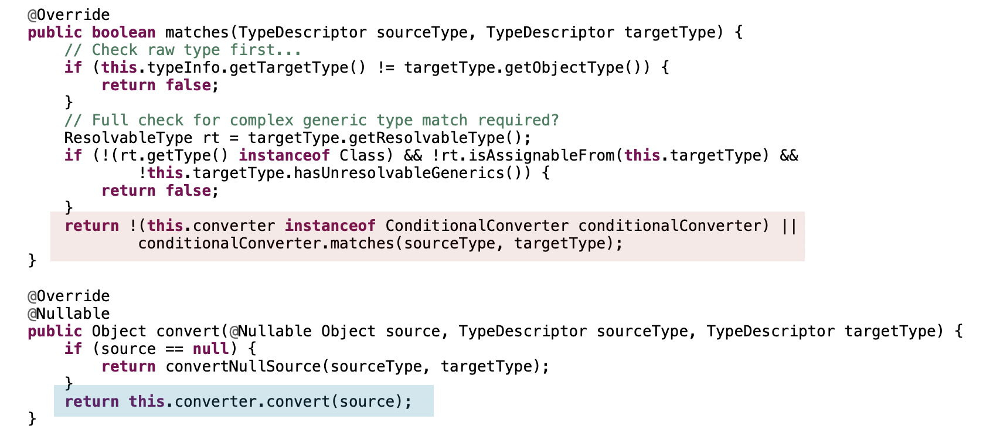 @Override
public boolean matches(TypeDescriptor sourceType, TypeDescriptor targetType) {
    // Check raw type first...
    if (this.typeInfo.getTargetType() != targetType.getObjectType()) {
        return false;
    }
    // Full check for complex generic type match required?
    ResolvableType rt = targetType.getResolvableType();
    if (!(rt.getType() instanceof Class) && !rt.isAssignableFrom(this.targetType) &&
            !this.targetType.hasUnresolvableGenerics()) {
        return false;
    }
    return !(this.converter instanceof ConditionalConverter conditionalConverter) ||
            conditionalConverter.matches(sourceType, targetType);
}

@Override
@Nullable
public Object convert(@Nullable Object source, TypeDescriptor sourceType, TypeDescriptor targetType) {
    if (source == null) {
        return convertNullSource(sourceType, targetType);
    }
    return this.converter.convert(source);
}